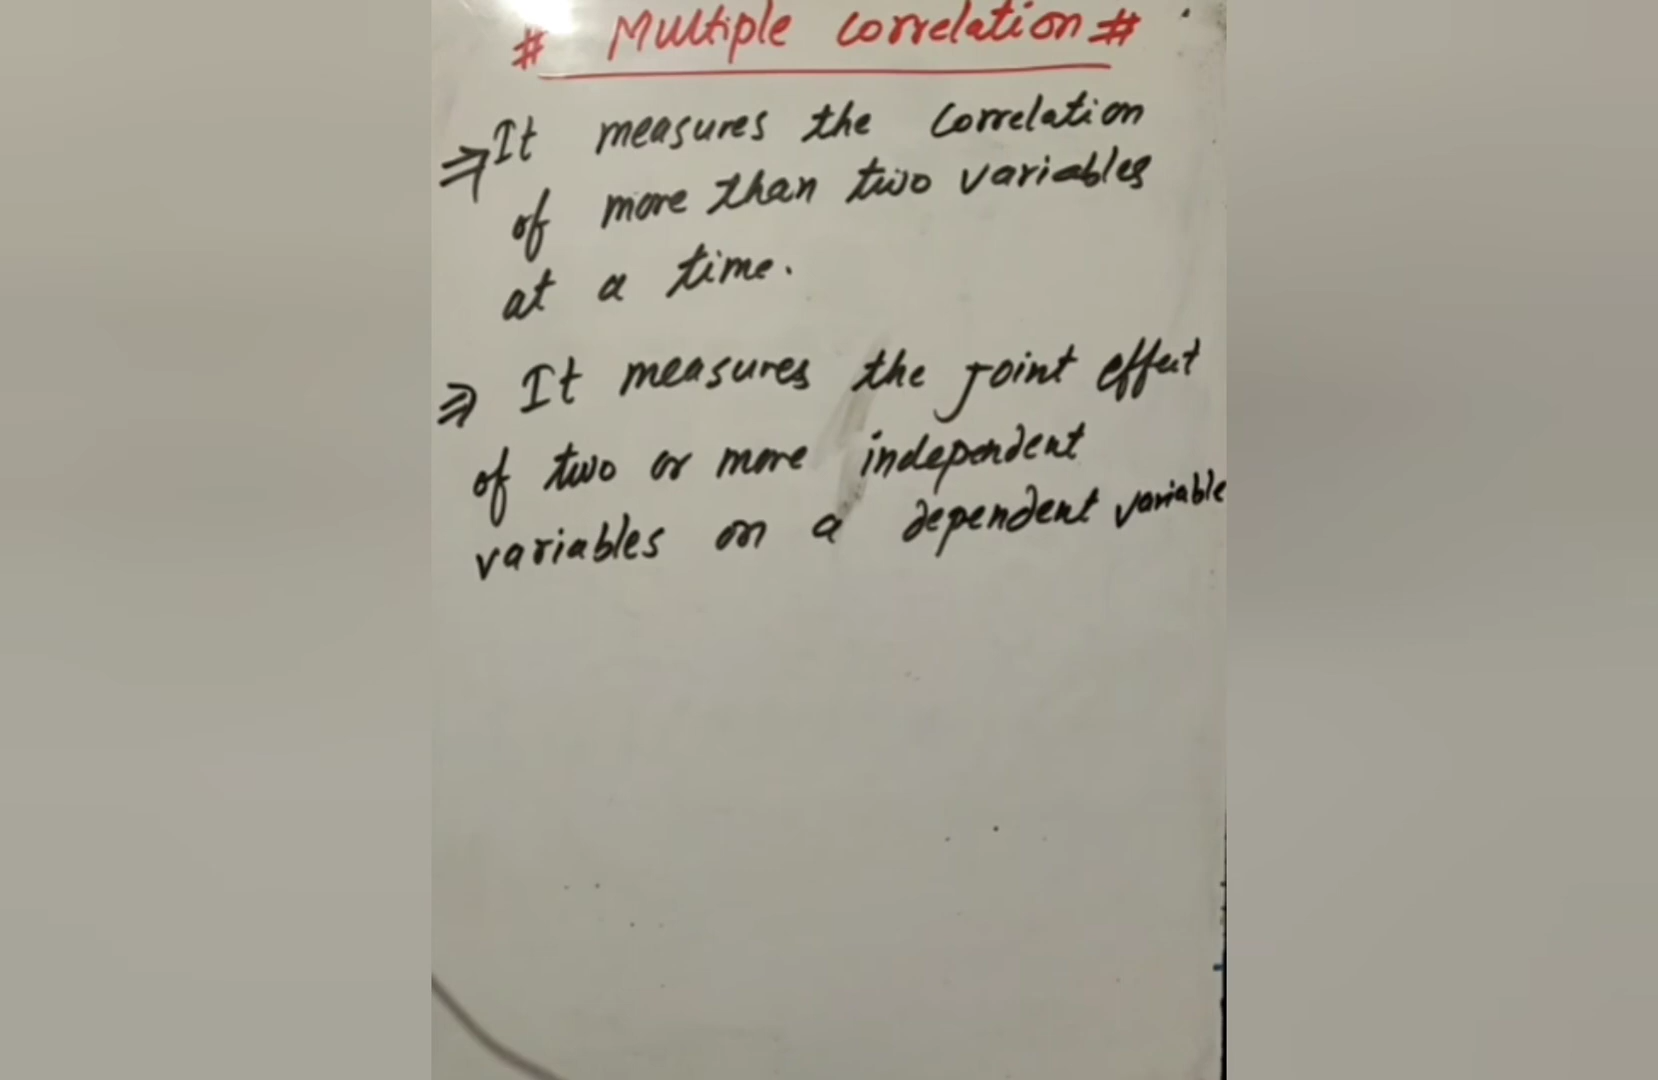 # Multiple Correlation #
⇒ It measures the Correlation
of more than two variables
at a time.
⇒ It measures the joint effect
of two or more independent
variables on a dependent variable